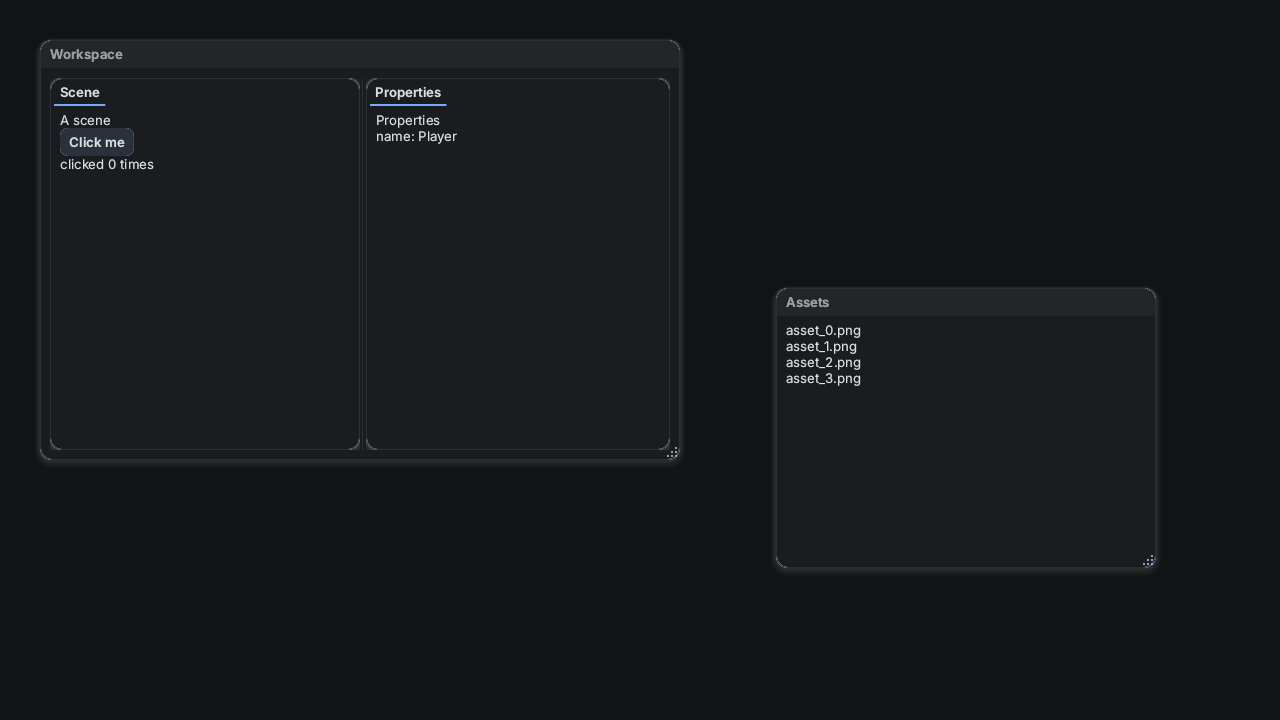 Workspace
Scene
A scene
Click me
clicked 0 times
Properties
Properties
name: Player
Assets
asset_0.png
asset_1.png
asset_2.png
asset_3.png